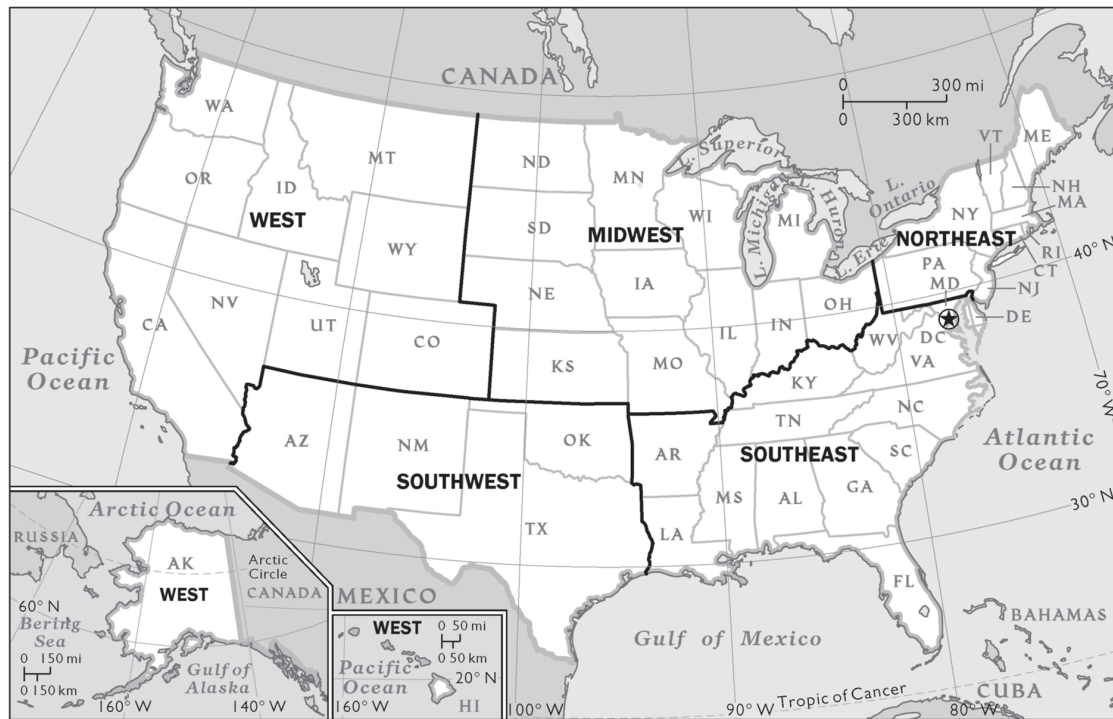 CANADA
0 300 mi
0 300 km
WA
OR
ID
MT
WY
WEST
NV
CA
UT
CO
AZ
NM
SOUTHWEST
OK
TX
ND
SD
NE
KS
MN
MIDWEST
IA
MO
WI
IL
IN
MI
OH
L. Superior
L. Michigan
L. Huron
L. Erie
L. Ontario
ME
VT
NH
MA
NY
NORTHEAST
RI
CT
PA
NJ
MD
DE
DC
WV
VA
KY
TN
NC
SC
SOUTHEAST
AR
LA
MS
AL
GA
FL
40° N
30° N
70° W
Pacific
Ocean
Atlantic
Ocean
Gulf of Mexico
MEXICO
BAHAMAS
CUBA
Tropic of Cancer
100° W
90° W
80° W
Arctic Ocean
RUSSIA
AK
WEST
Arctic
Circle
CANADA
60° N
Bering
Sea
0 150 mi
0 150 km
Gulf of
Alaska
160° W
140° W
WEST
0 50 mi
0 50 km
Pacific
Ocean
20° N
HI
160° W